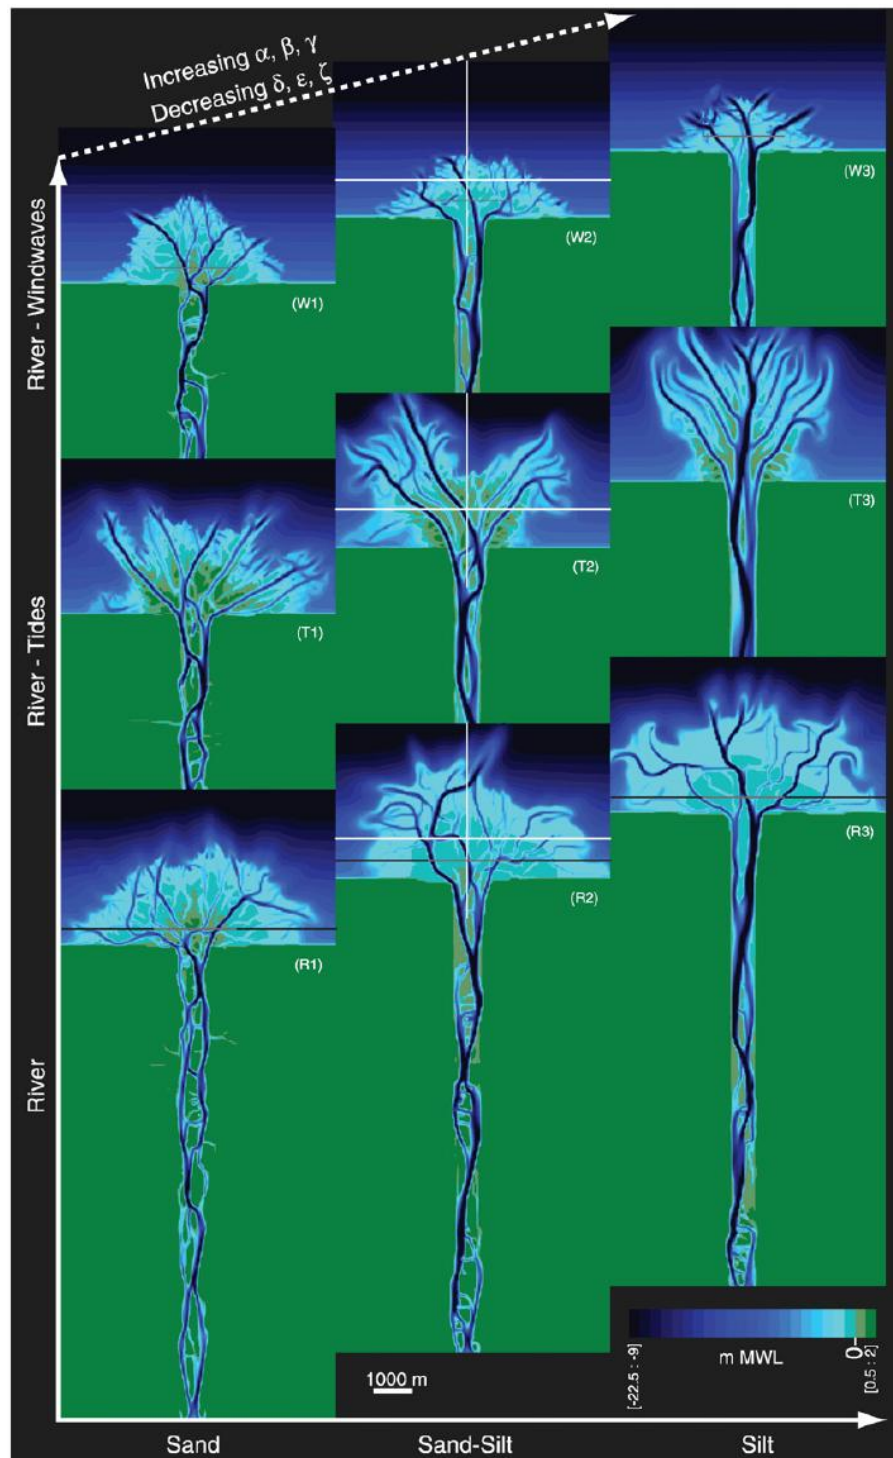 Increasing α, β, γ
Decreasing δ, ε, ζ
River - Windwaves
(W1)
(W2)
(W3)
River - Tides
(T1)
(T2)
(T3)
River
(R1)
(R2)
(R3)
1000 m
m MWL
[-22.5 : -9]
0
[0.5 : 2]
Sand
Sand-Silt
Silt